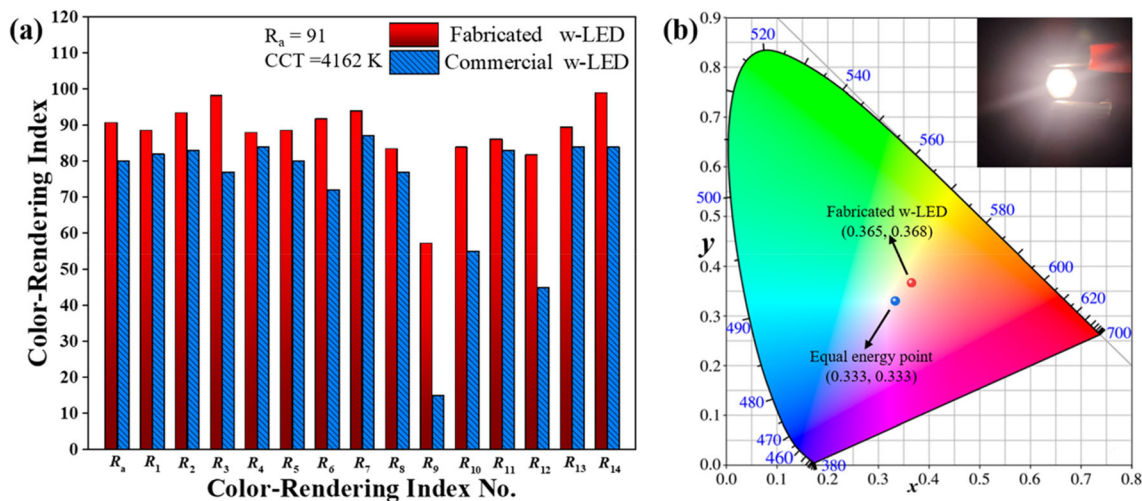 (a)
120
110
100
90
80
70
60
50
40
30
20
10
0
Color-Rendering Index
Ra = 91
CCT =4162 K
Fabricated w-LED
Commercial w-LED
Ra R1 R2 R3 R4 R5 R6 R7 R8 R9 R10 R11 R12 R13 R14
Color-Rendering Index No.
(b)
0.9
0.8
0.7
0.6
0.5
0.4
0.3
0.2
0.1
0.0
y
520
540
560
500
580
600
620
700
490
480
470
460
380
Fabricated w-LED
(0.365, 0.368)
Equal energy point
(0.333, 0.333)
0.0 0.1 0.2 0.3 0.4 0.5 0.6 0.7 0.8
x